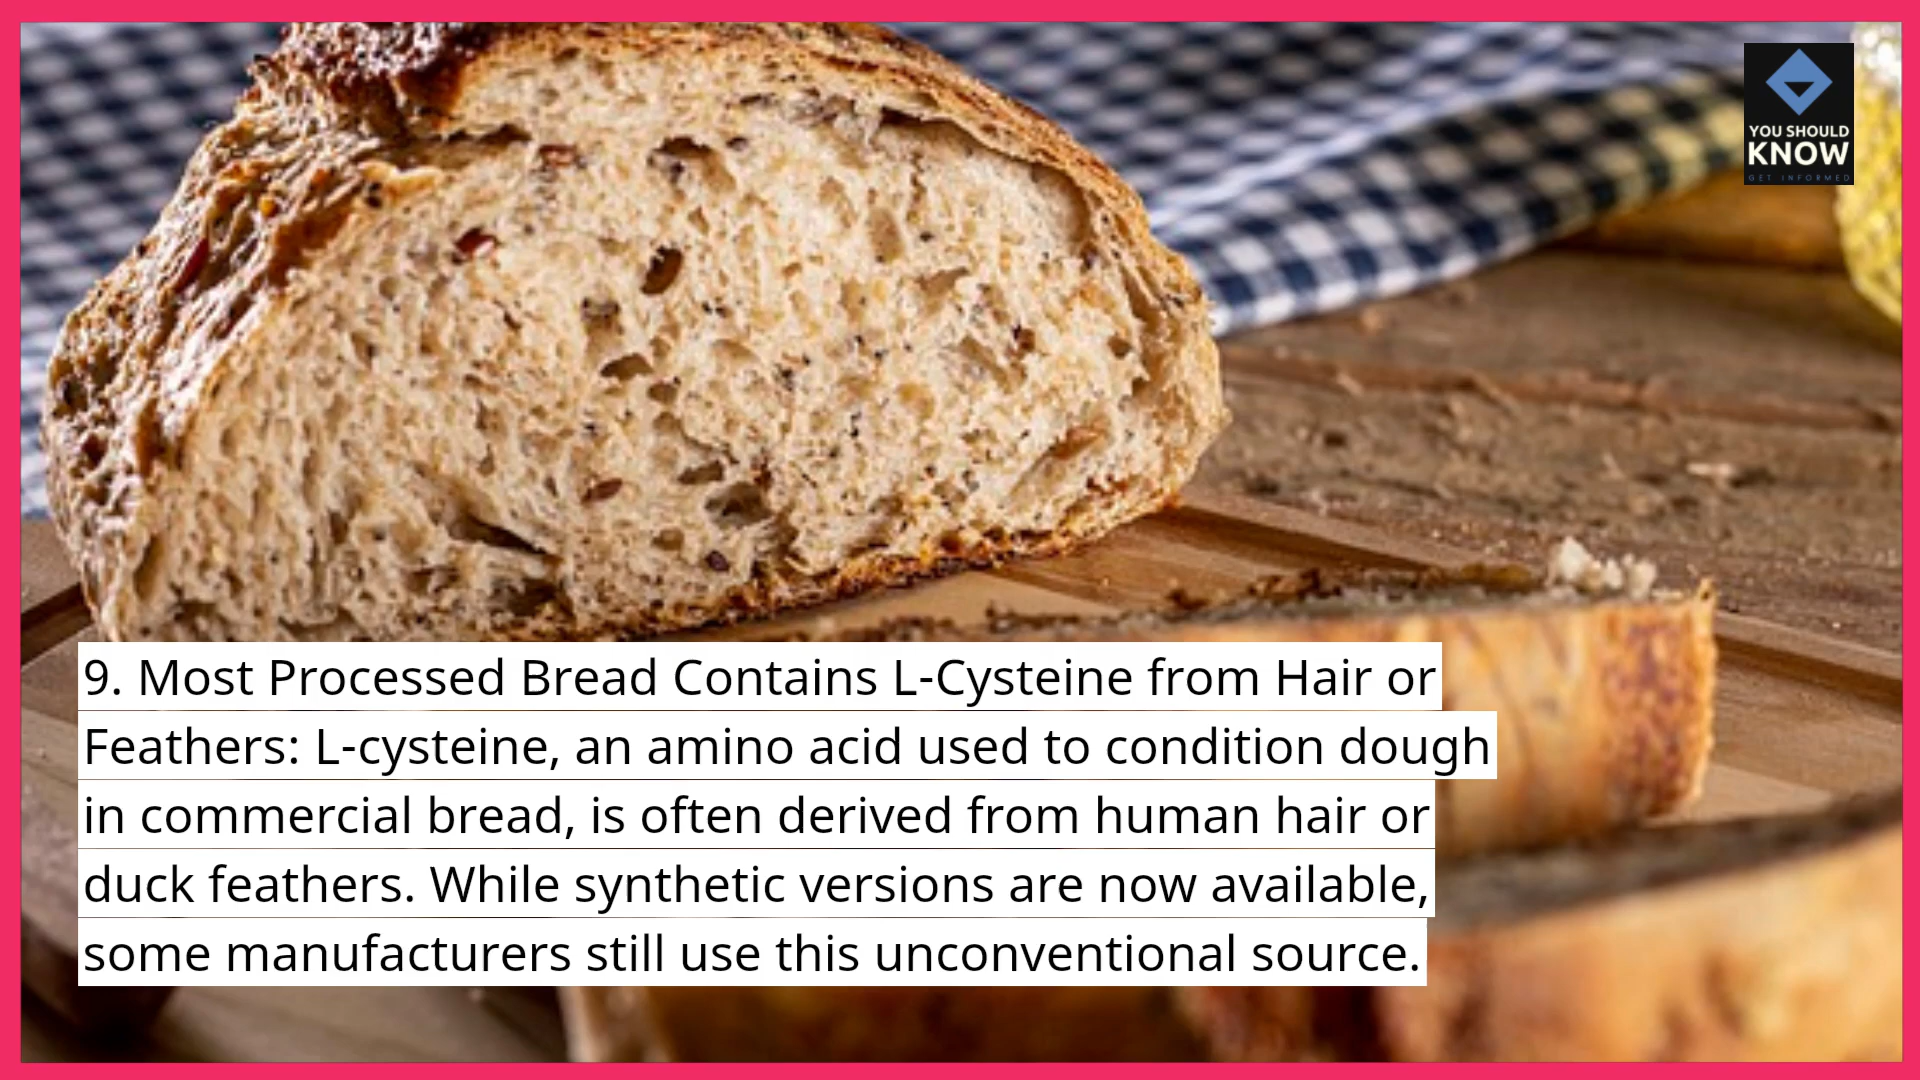 YOU SHOULD
KNOW
GET INFORMED
9. Most Processed Bread Contains L-Cysteine from Hair or
Feathers: L-cysteine, an amino acid used to condition dough
in commercial bread, is often derived from human hair or
duck feathers. While synthetic versions are now available,
some manufacturers still use this unconventional source.